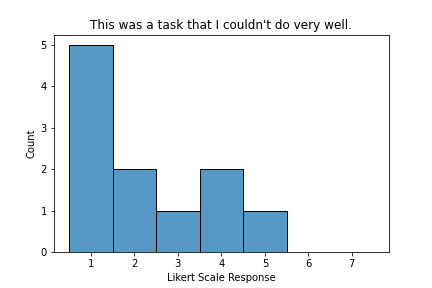 This was a task that I couldn't do very well.
5
4
3
2
1
0
Count
1 2 3 4 5 6 7
Likert Scale Response